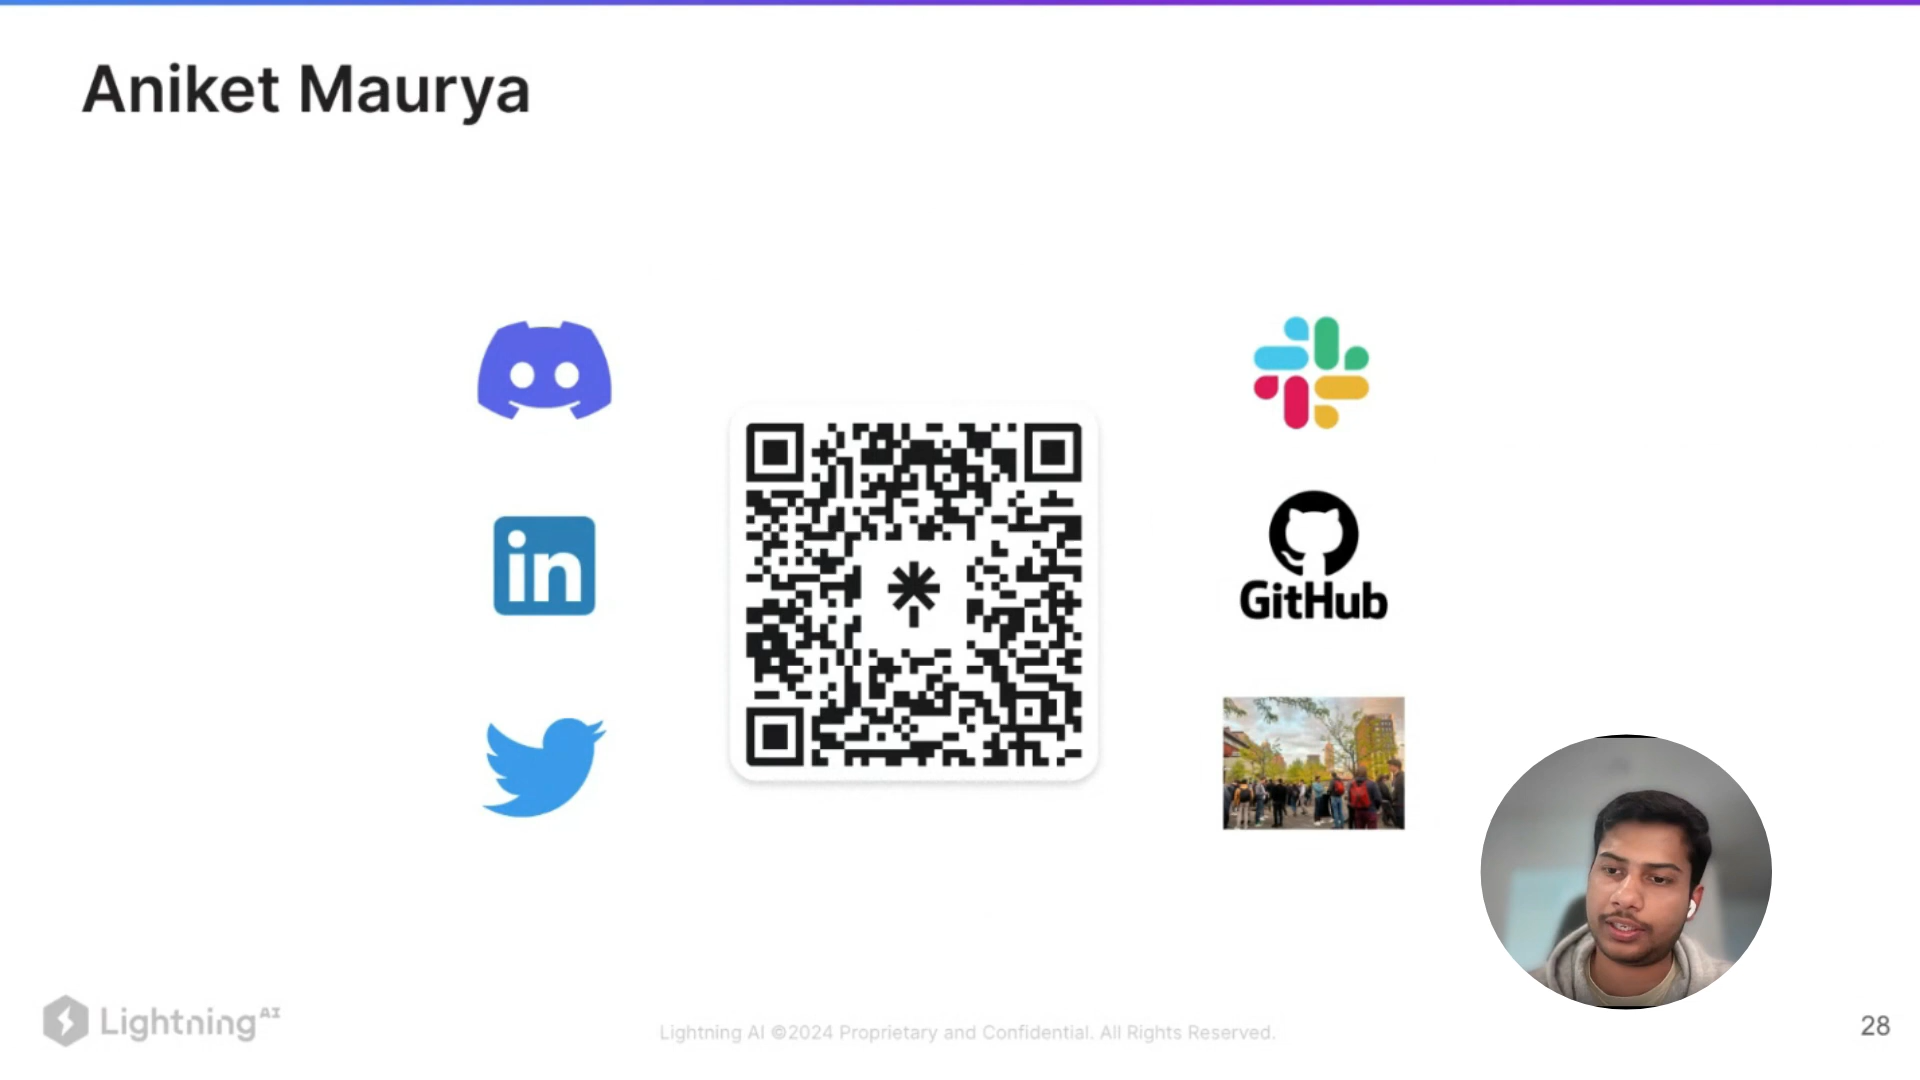 Aniket Maurya
in
GitHub
Lightning AI
Lightning AI ©2024 Proprietary and Confidential. All Rights Reserved.
28